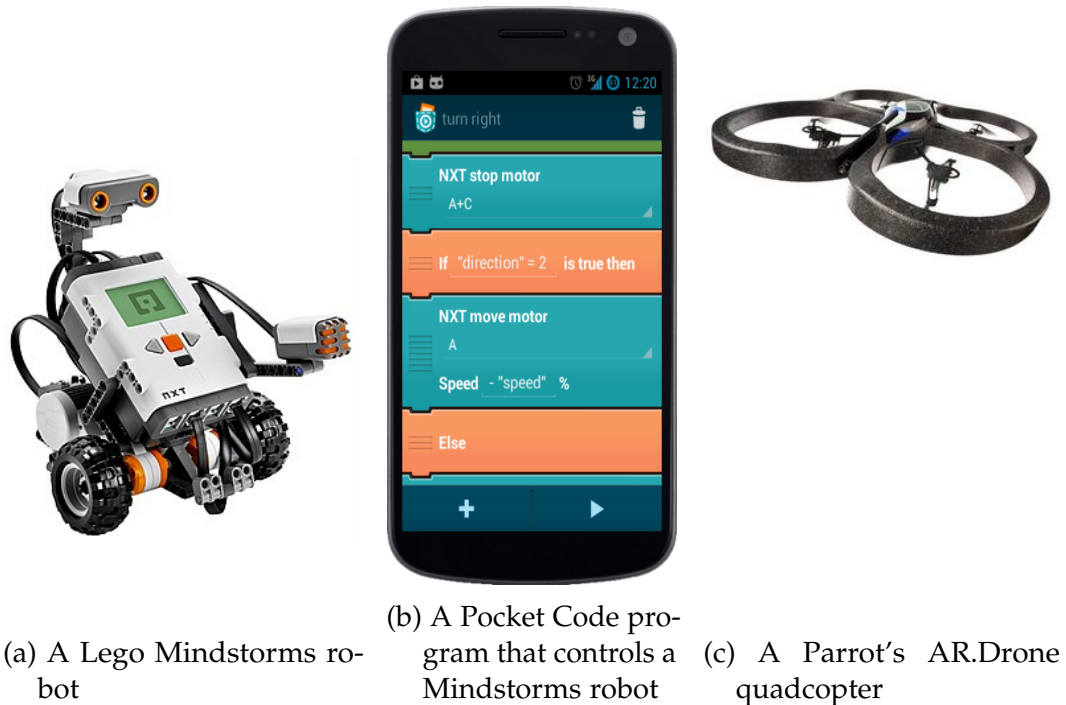 12:20
turn right
NXT stop motor
A+C
If "direction" = 2 is true then
NXT move motor
A
Speed - "speed" %
Else
NXT
(a) A Lego Mindstorms ro-
bot
(b) A Pocket Code pro-
gram that controls a
Mindstorms robot
(c) A Parrot's AR.Drone
quadcopter